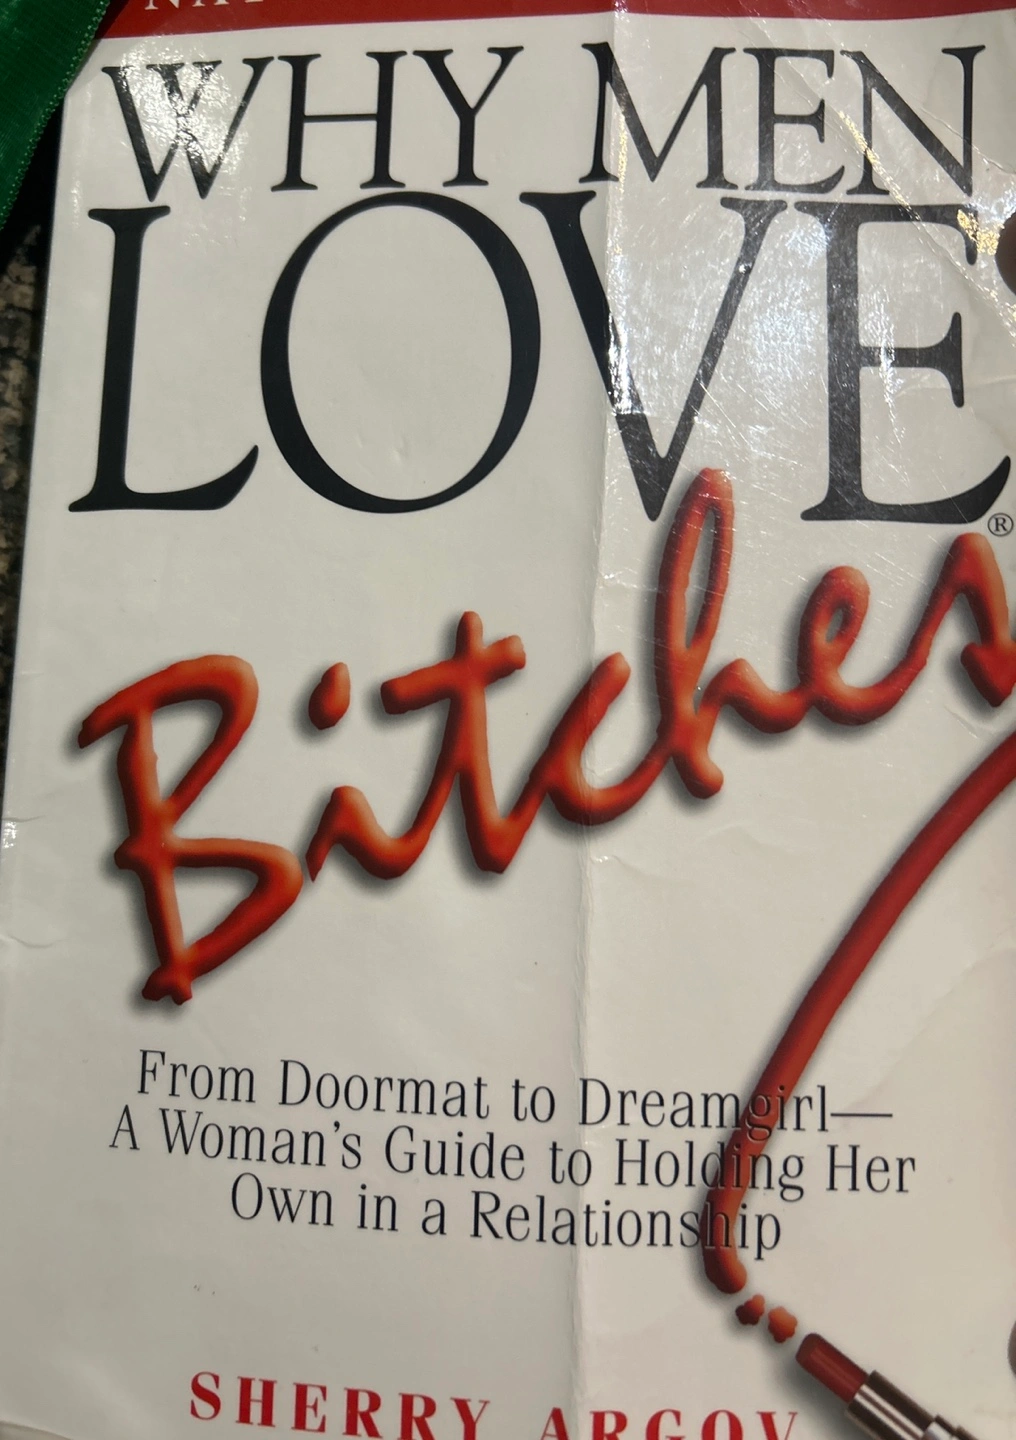 WHY MEN
LOVE®
Bitches
From Doormat to Dreamgirl—
A Woman's Guide to Holding Her
Own in a Relationship
SHERRY ARGOV